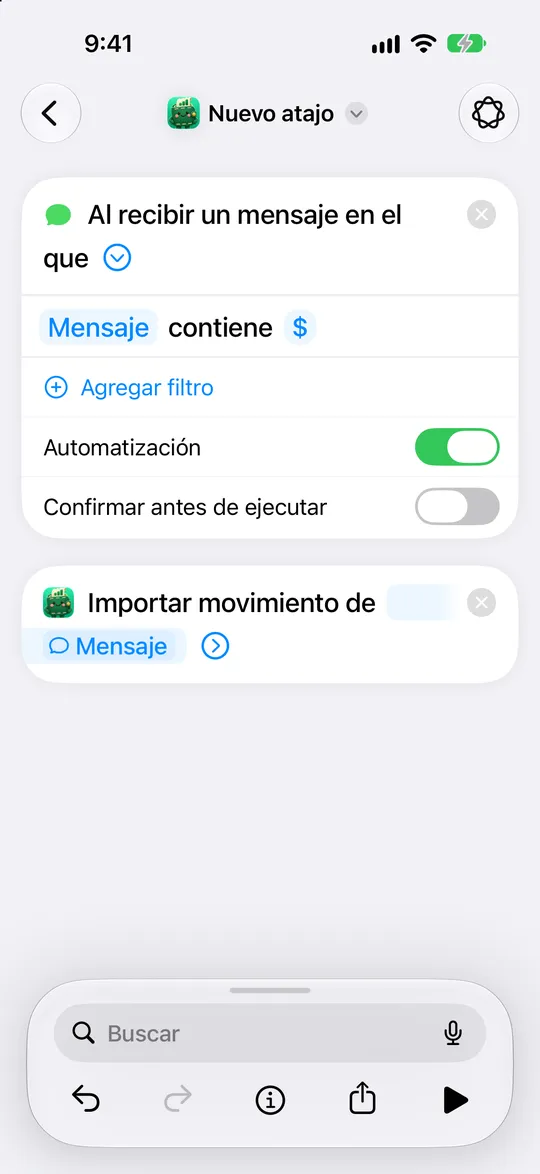 9:41
Nuevo atajo
Al recibir un mensaje en el
que
Mensaje contiene $
Agregar filtro
Automatización
Confirmar antes de ejecutar
Importar movimiento de
Mensaje
Buscar